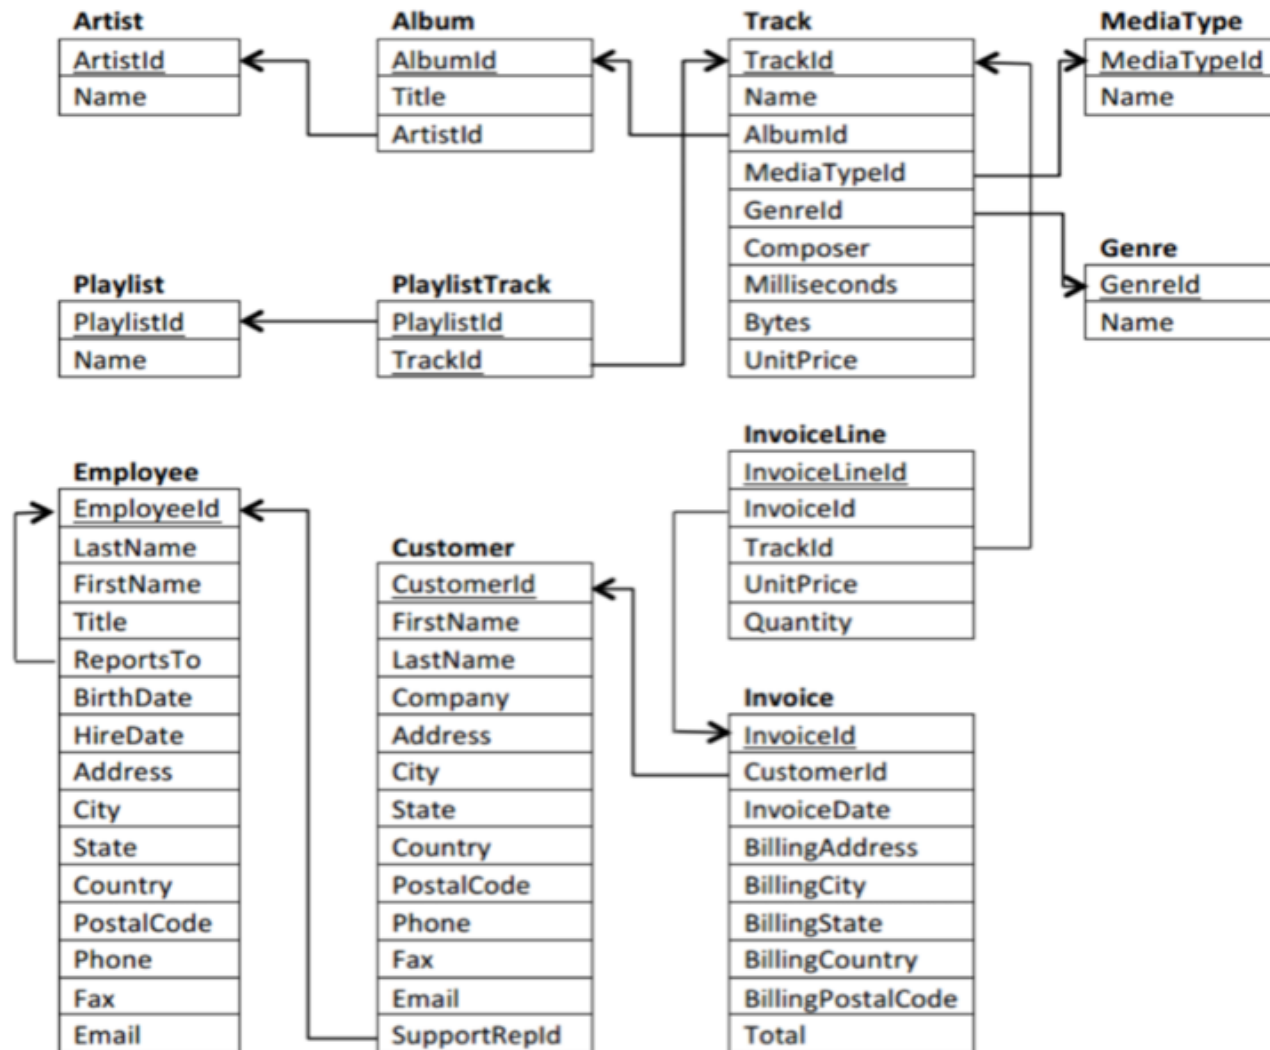 Artist
ArtistId
Name
Album
AlbumId
Title
ArtistId
Track
TrackId
Name
AlbumId
MediaTypeId
GenreId
Composer
Milliseconds
Bytes
UnitPrice
MediaType
MediaTypeId
Name
Genre
GenreId
Name
Playlist
PlaylistId
Name
PlaylistTrack
PlaylistId
TrackId
Employee
EmployeeId
LastName
FirstName
Title
ReportsTo
BirthDate
HireDate
Address
City
State
Country
PostalCode
Phone
Fax
Email
Customer
CustomerId
FirstName
LastName
Company
Address
City
State
Country
PostalCode
Phone
Fax
Email
SupportRepId
InvoiceLine
InvoiceLineId
InvoiceId
TrackId
UnitPrice
Quantity
Invoice
InvoiceId
CustomerId
InvoiceDate
BillingAddress
BillingCity
BillingState
BillingCountry
BillingPostalCode
Total